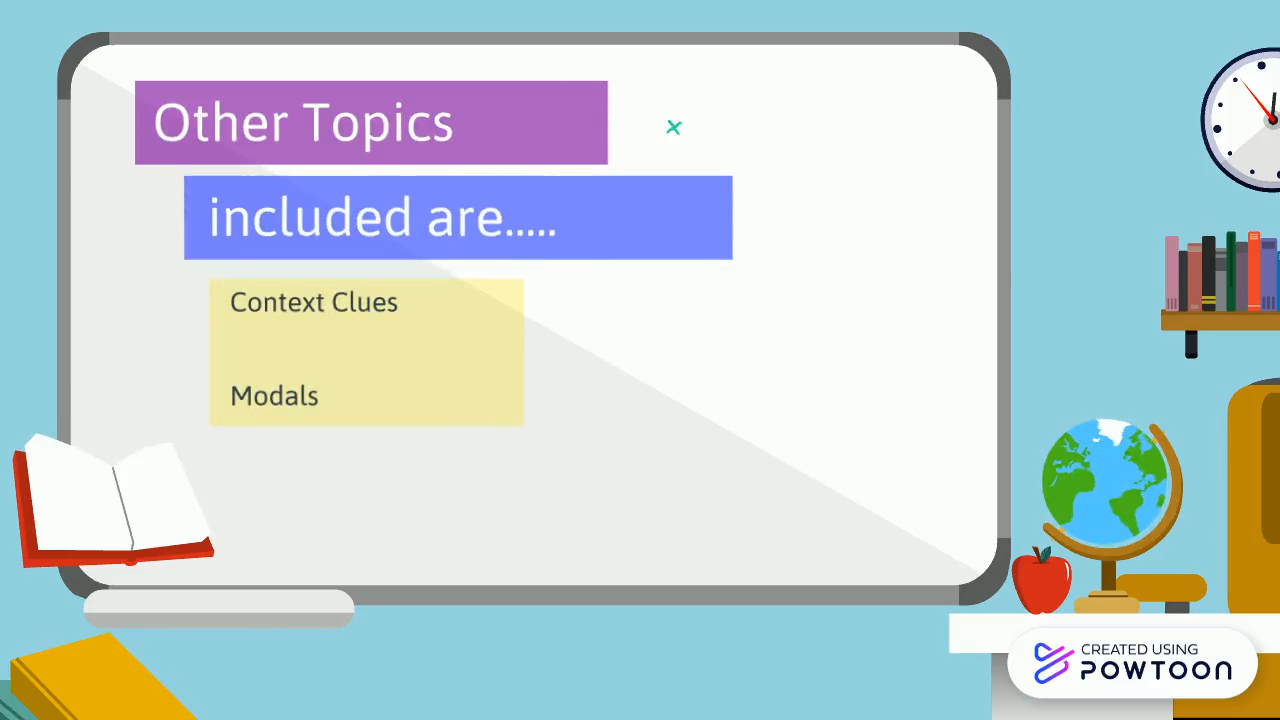 Other Topics
included are.....
Context Clues
Modals
CREATED USING
POWTOON